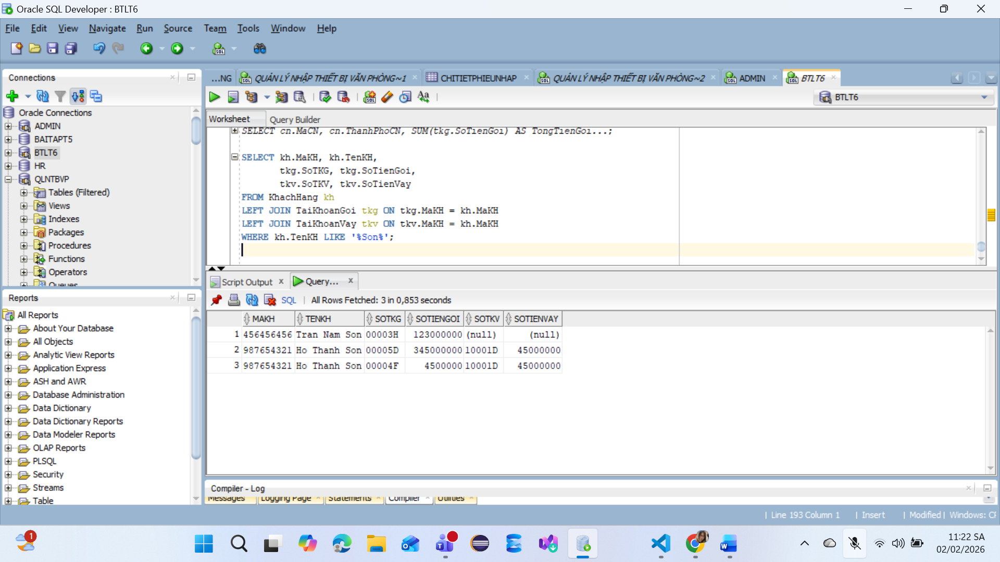 Oracle SQL Developer : BTLT6
File Edit View Navigate Run Source Team Tools Window Help
SQL
Connections
...NG
QUẢN LÝ NHẬP THIẾT BỊ VĂN PHÒNG~1
CHITIETPHIEUNHAP
QUẢN LÝ NHẬP THIẾT BỊ VĂN PHÒNG~2
ADMIN
BTLT6
BTLT6
Oracle Connections
ADMIN
BAITAPT5
BTLT6
HR
QLNTBVP
Tables (Filtered)
Views
Indexes
Packages
Procedures
Functions
Operators
Queues
Worksheet Query Builder
SELECT cn.MaCN, cn.ThanhPhoCN, SUM(tkg.SoTienGoi) AS TongTienGoi...;
SELECT kh.MaKH, kh.TenKH,
tkg.SoTKG, tkg.SoTienGoi,
tkv.SoTKV, tkv.SoTienVay
FROM KhachHang kh
LEFT JOIN TaiKhoanGoi tkg ON tkg.MaKH = kh.MaKH
LEFT JOIN TaiKhoanVay tkv ON tkv.MaKH = kh.MaKH
WHERE kh.TenKH LIKE '%Son%';
Reports
All Reports
About Your Database
All Objects
Analytic View Reports
Application Express
ASH and AWR
Database Administration
Data Dictionary
Data Dictionary Reports
Data Modeler Reports
OLAP Reports
PLSQL
Security
Streams
Table
Script Output x Query... x
SQL | All Rows Fetched: 3 in 0,853 seconds
MAKH TENKH SOTKG SOTIENGOI SOTKV SOTIENVAY
1 456456456 Tran Nam Son 00003H 123000000 (null) (null)
2 987654321 Ho Thanh Son 00005D 345000000 10001D 45000000
3 987654321 Ho Thanh Son 00004F 4500000 10001D 45000000
Compiler - Log
Messages Logging Page Statements Compiler Utilities
| Line 193 Column 1 | Insert | Modified | Windows: CF
1
11:22 SA
02/02/2026